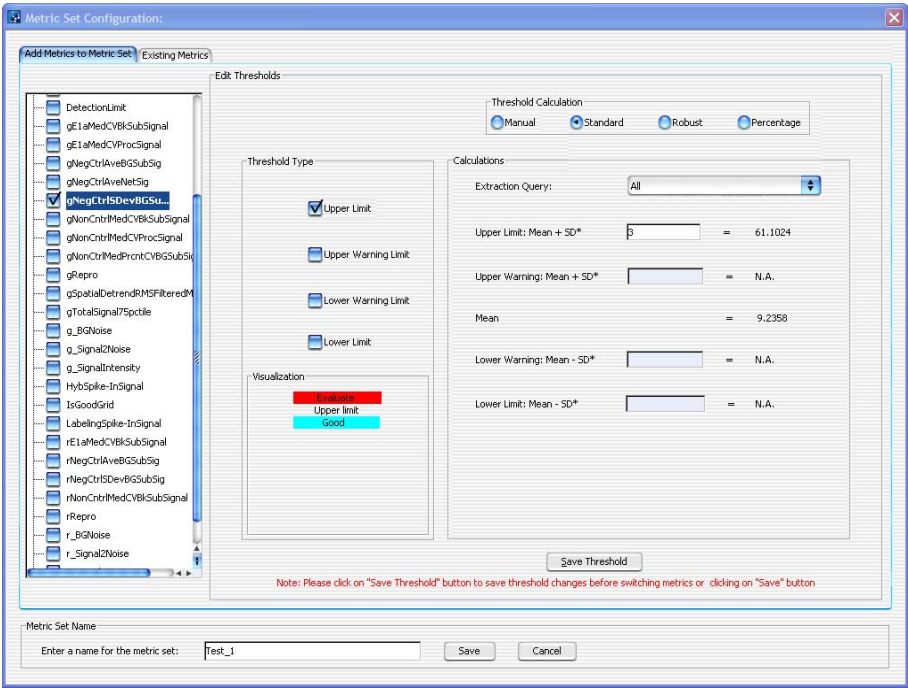 Metric Set Configuration:
Add Metrics to Metric Set
Existing Metrics
DetectionLimit
gE1aMedCVBkSubSignal
gE1aMedCVProcSignal
gNegCtrlAveBGSubSig
gNegCtrlAveNetSig
gNegCtrlSDevBGSu...
gNonCntrlMedCVBkSubSignal
gNonCntrlMedCVProcSignal
gNonCtrlMedPrcntCVBGSubSig
gRepro
gSpatialDetrendRMSFilteredM
gTotalSignal75pctile
g_BGNoise
g_Signal2Noise
g_SignalIntensity
HybSpike-InSignal
IsGoodGrid
LabelingSpike-InSignal
rE1aMedCVBkSubSignal
rNegCtrlAveBGSubSig
rNegCtrlSDevBGSubSig
rNonCntrlMedCVBkSubSignal
rRepro
r_BGNoise
r_Signal2Noise
Edit Thresholds
Threshold Calculation
Manual Standard Robust Percentage
Threshold Type
Upper Limit
Upper Warning Limit
Lower Warning Limit
Lower Limit
Visualization
Evaluate
Upper limit
Good
Calculations
Extraction Query: All
Upper Limit: Mean + SD* 3 = 61.1024
Upper Warning: Mean + SD* = N.A.
Mean = 9.2358
Lower Warning: Mean - SD* = N.A.
Lower Limit: Mean - SD* = N.A.
Save Threshold
Note: Please click on "Save Threshold" button to save threshold changes before switching metrics or clicking on "Save" button
Metric Set Name
Enter a name for the metric set: Test_1 Save Cancel